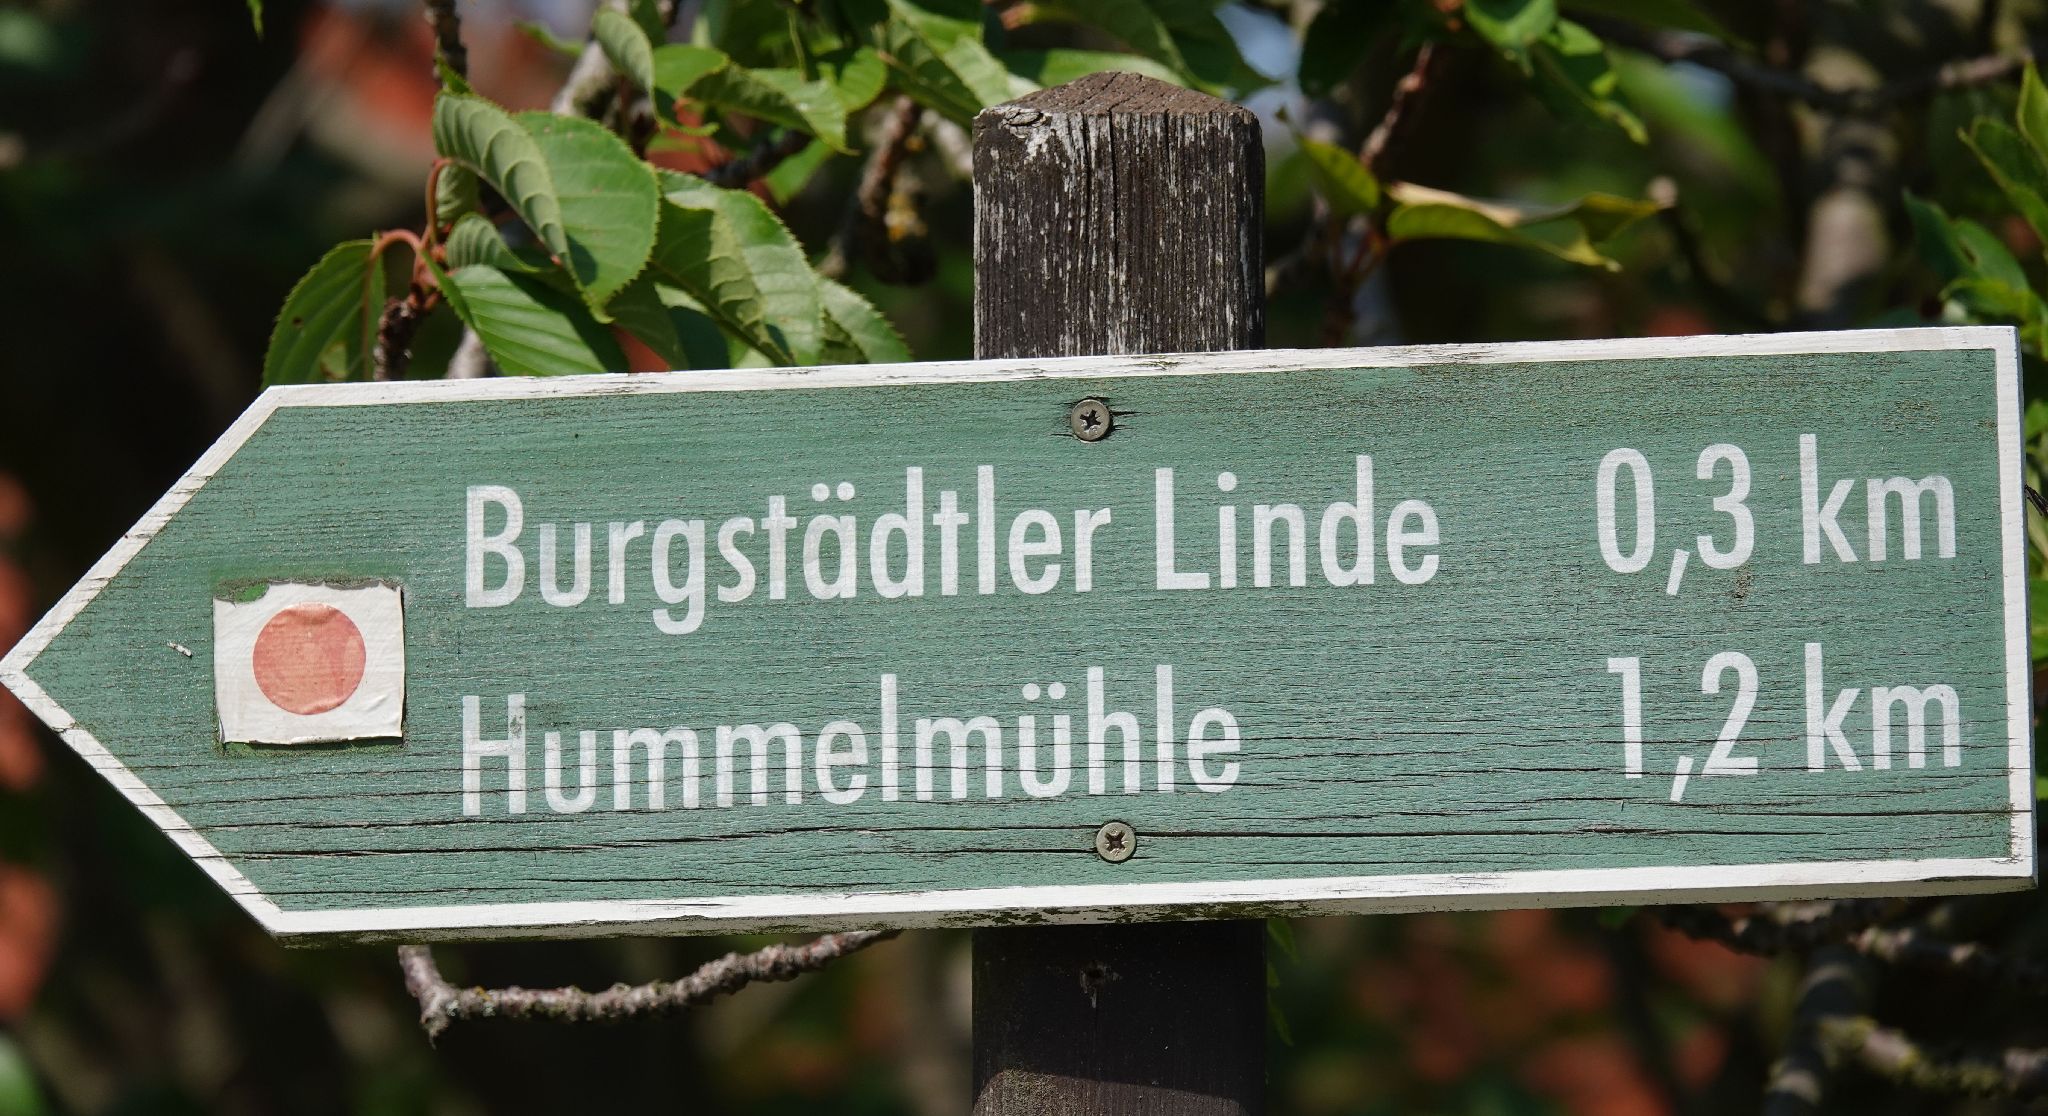 Burgstädtler Linde 0,3 km
Hummelmühle 1,2 km